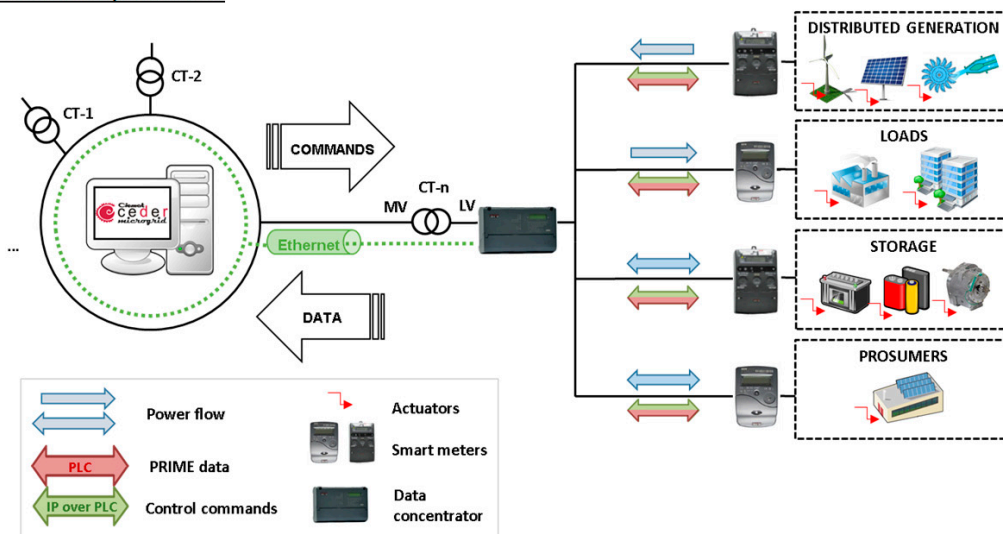 DISTRIBUTED GENERATION
CT-2
CT-1
COMMANDS
LOADS
CT-n
MV
LV
Ciemat
ceder
microgrid
Ethernet
...
STORAGE
DATA
PROSUMERS
Power flow
Actuators
Smart meters
PLC
PRIME data
IP over PLC
Control commands
Data
concentrator